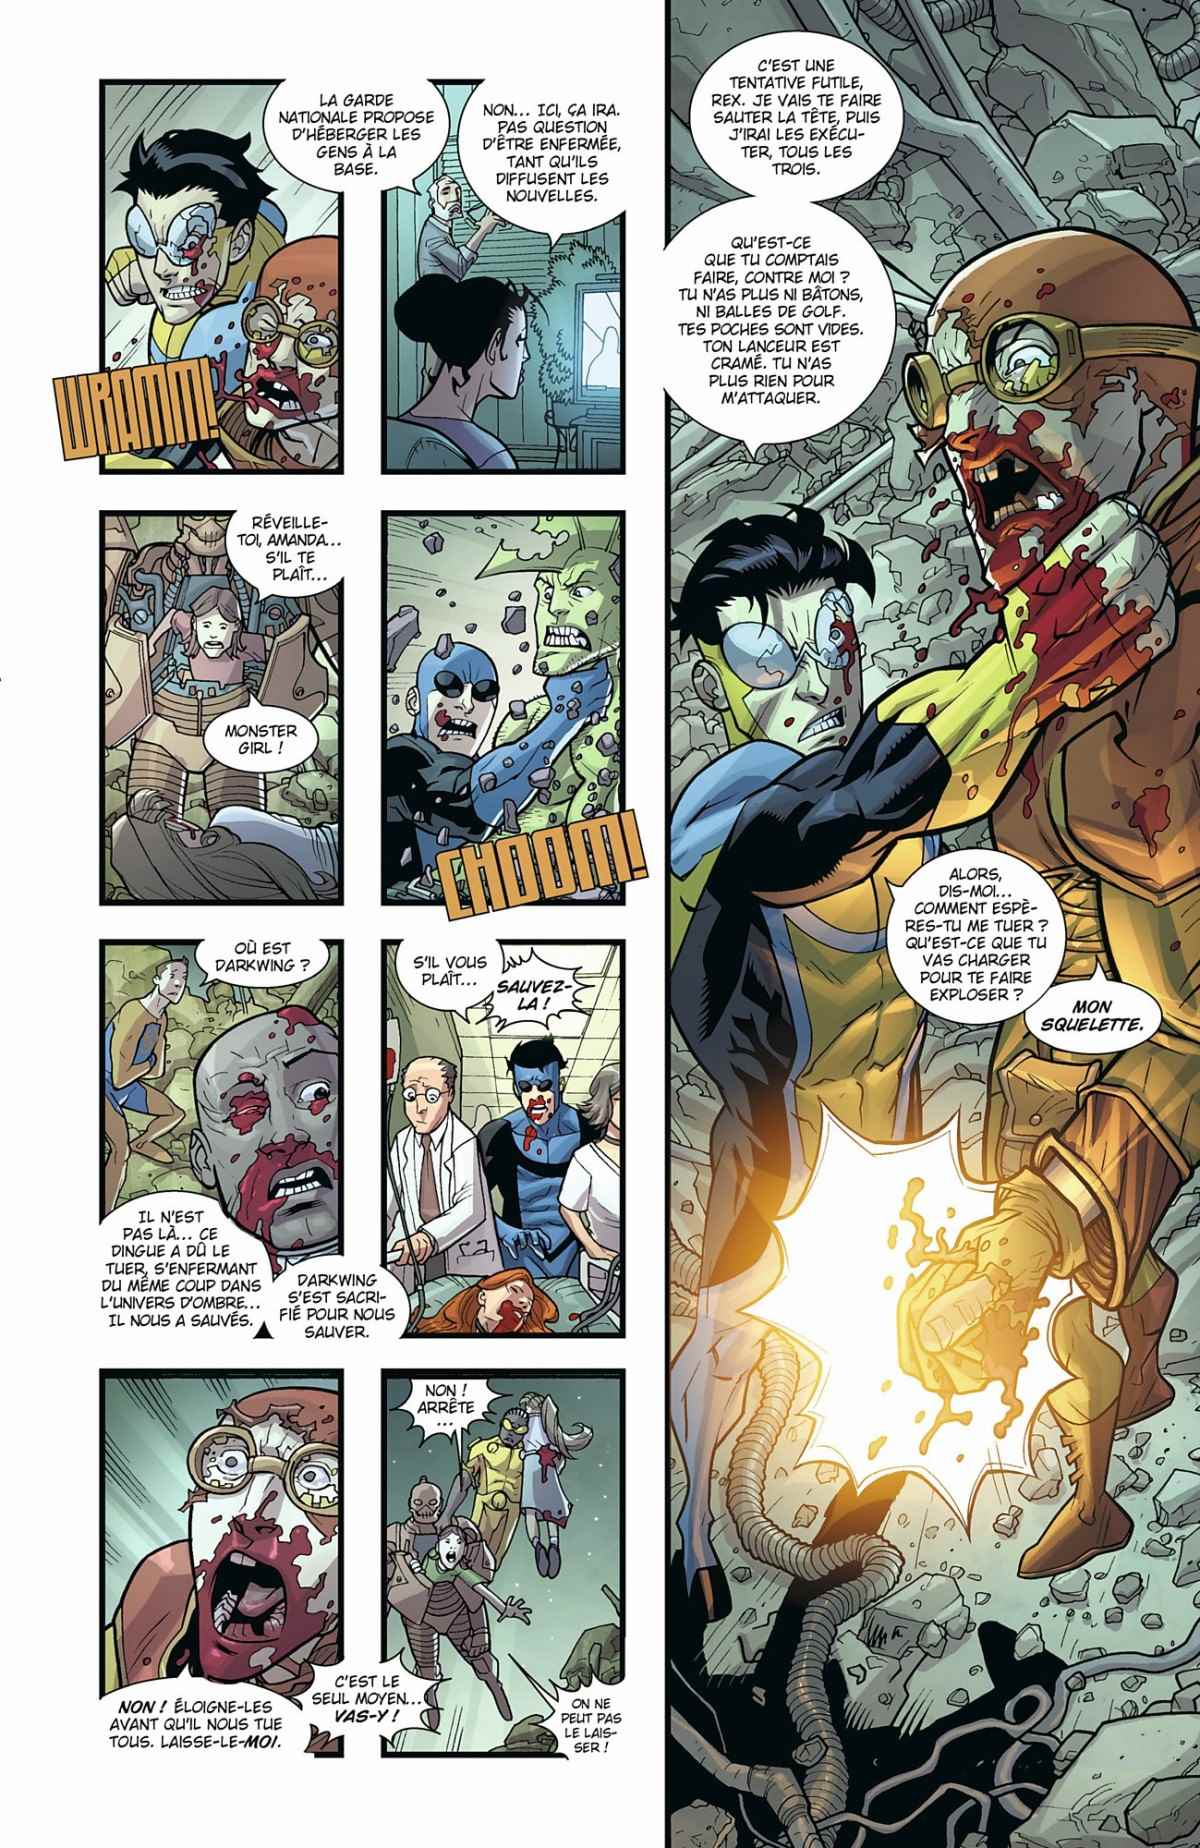 LA GARDE
NATIONALE PROPOSE
D'HÉBERGER LES
GENS À LA
BASE.
NON... ICI, ÇA IRA.
PAS QUESTION
D'ÊTRE ENFERMÉE,
TANT QU'ILS
DIFFUSENT LES
NOUVELLES.
WRAMM!
RÉVEILLE-
TOI, AMANDA...
S'IL TE
PLAÎT...
MONSTER
GIRL !
CHOOM!
OÙ EST
DARKWING ?
IL N'EST
PAS LÀ... CE
DINGUE A DÛ LE
TUER, S'ENFERMANT
DU MÊME COUP DANS
L'UNIVERS D'OMBRE...
IL NOUS A SAUVÉS.
DARKWING
S'EST SACRI-
FIÉ POUR NOUS
SAUVER.
S'IL VOUS
PLAÎT...
SAUVEZ-
LA !
NON ! ÉLOIGNE-LES
AVANT QU'IL NOUS TUE
TOUS. LAISSE-LE-MOI.
NON !
ARRÊTE
...
C'EST LE
SEUL MOYEN...
VAS-Y !
ON NE
PEUT PAS
LE LAIS-
SER !
C'EST UNE
TENTATIVE FUTILE,
REX. JE VAIS TE FAIRE
SAUTER LA TÊTE, PUIS
J'IRAI LES EXÉCU-
TER, TOUS LES
TROIS.
QU'EST-CE
QUE TU COMPTAIS
FAIRE, CONTRE MOI ?
TU N'AS PLUS NI BÂTONS,
NI BALLES DE GOLF.
TES POCHES SONT VIDES.
TON LANCEUR EST
CRAMÉ. TU N'AS
PLUS RIEN POUR
M'ATTAQUER.
ALORS,
DIS-MOI...
COMMENT ESPÈ-
RES-TU ME TUER ?
QU'EST-CE QUE TU
VAS CHARGER
POUR TE FAIRE
EXPLOSER ?
MON
SQUELETTE.